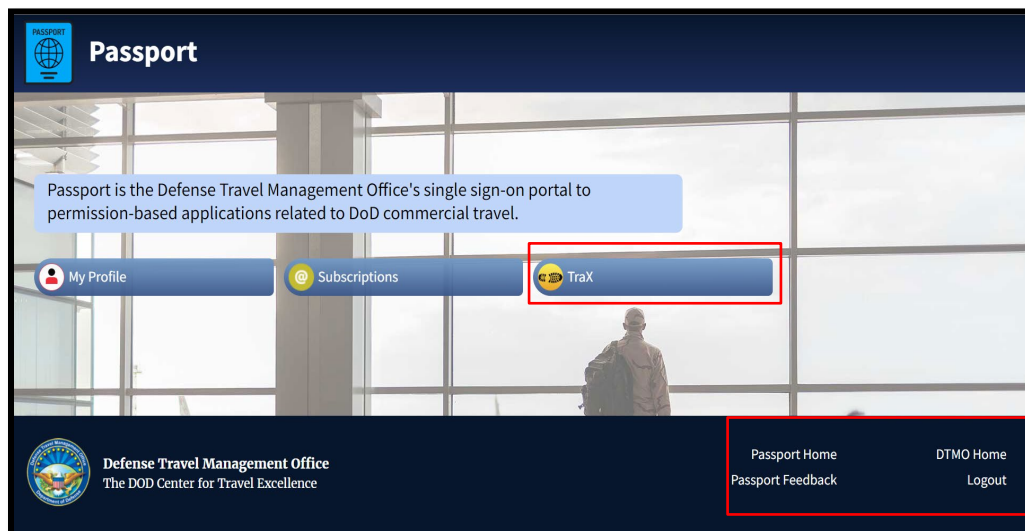 PASSPORT
Passport
Passport is the Defense Travel Management Office's single sign-on portal to
permission-based applications related to DoD commercial travel.
My Profile
@ Subscriptions
TraX
Defense Travel Management Office
The DOD Center for Travel Excellence
Passport Home
DTMO Home
Passport Feedback
Logout